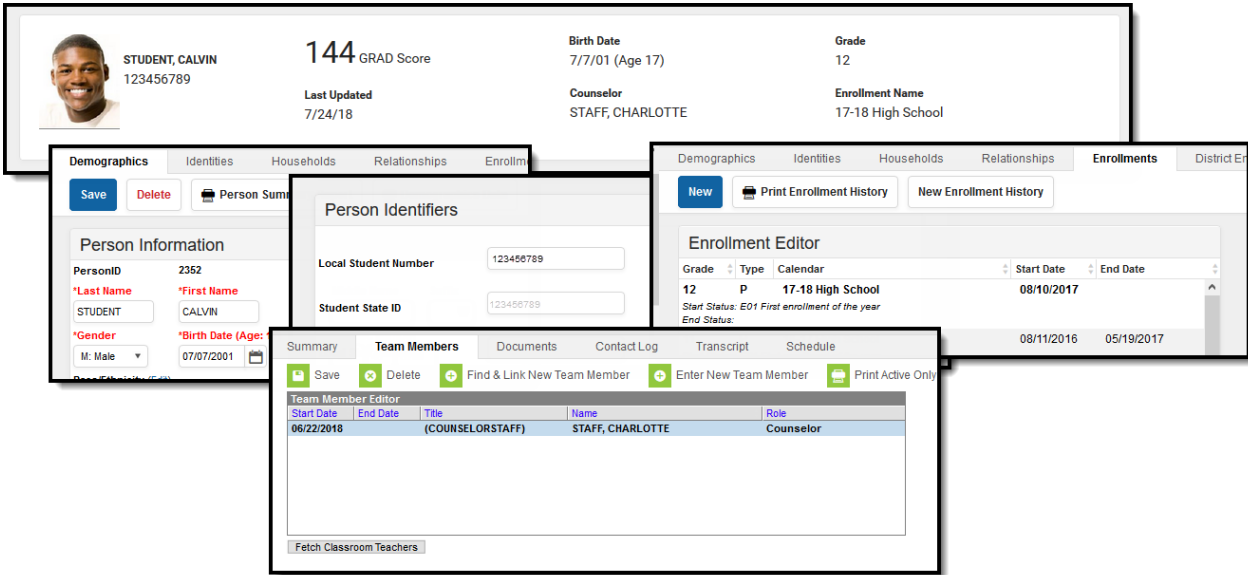 STUDENT, CALVIN
123456789
144 GRAD Score
Last Updated
7/24/18
Birth Date
7/7/01 (Age 17)
Counselor
STAFF, CHARLOTTE
Grade
12
Enrollment Name
17-18 High School
Demographics Identities Households Relationships
Save Delete Person
Person Information
PersonID 2352
*Last Name *First Name
STUDENT CALVIN
*Gender *Birth Date (Age:
M: Male 07/07/2001
Person Identifiers
Local Student Number 123456789
Student State ID 123456789
Demographics Identities Households Relationships Enrollments District
New Print Enrollment History New Enrollment History
Enrollment Editor
Grade Type Calendar Start Date End Date
12 P 17-18 High School 08/10/2017
Start Status: E01 First enrollment of the year
End Status:
08/11/2016 05/19/2017
Summary Team Members Documents Contact Log Transcript Schedule
Save Delete Find & Link New Team Member Enter New Team Member Print Active Only
Team Member Editor
Start Date End Date Title Name Role
06/22/2018 (COUNSELORSTAFF) STAFF, CHARLOTTE Counselor
Fetch Classroom Teachers